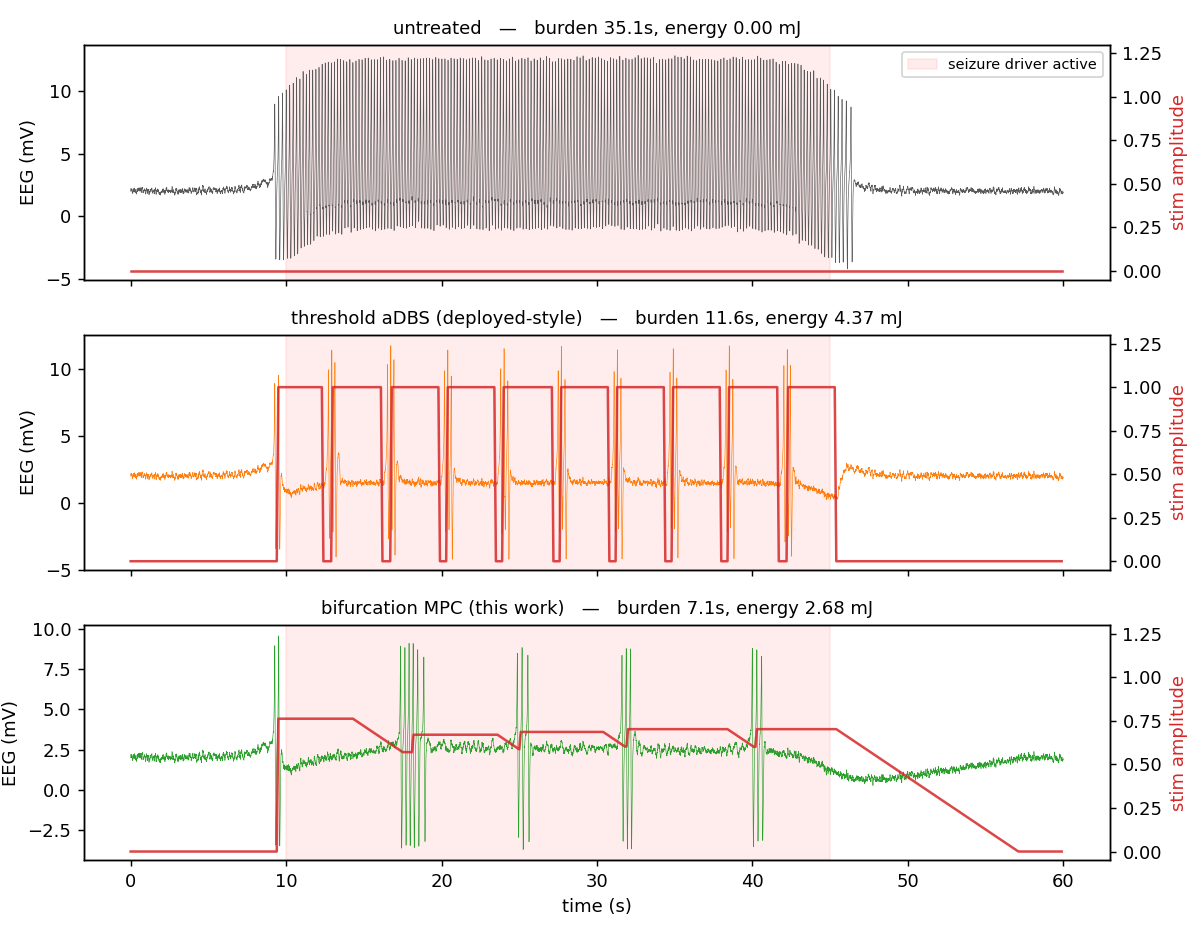 untreated — burden 35.1s, energy 0.00 mJ
seizure driver active
EEG (mV)
10
5
0
−5
1.25
1.00
0.75
0.50
0.25
0.00
stim amplitude
threshold aDBS (deployed-style) — burden 11.6s, energy 4.37 mJ
EEG (mV)
10
5
0
−5
1.25
1.00
0.75
0.50
0.25
0.00
stim amplitude
bifurcation MPC (this work) — burden 7.1s, energy 2.68 mJ
EEG (mV)
10.0
7.5
5.0
2.5
0.0
−2.5
1.25
1.00
0.75
0.50
0.25
0.00
stim amplitude
0 10 20 30 40 50 60
time (s)